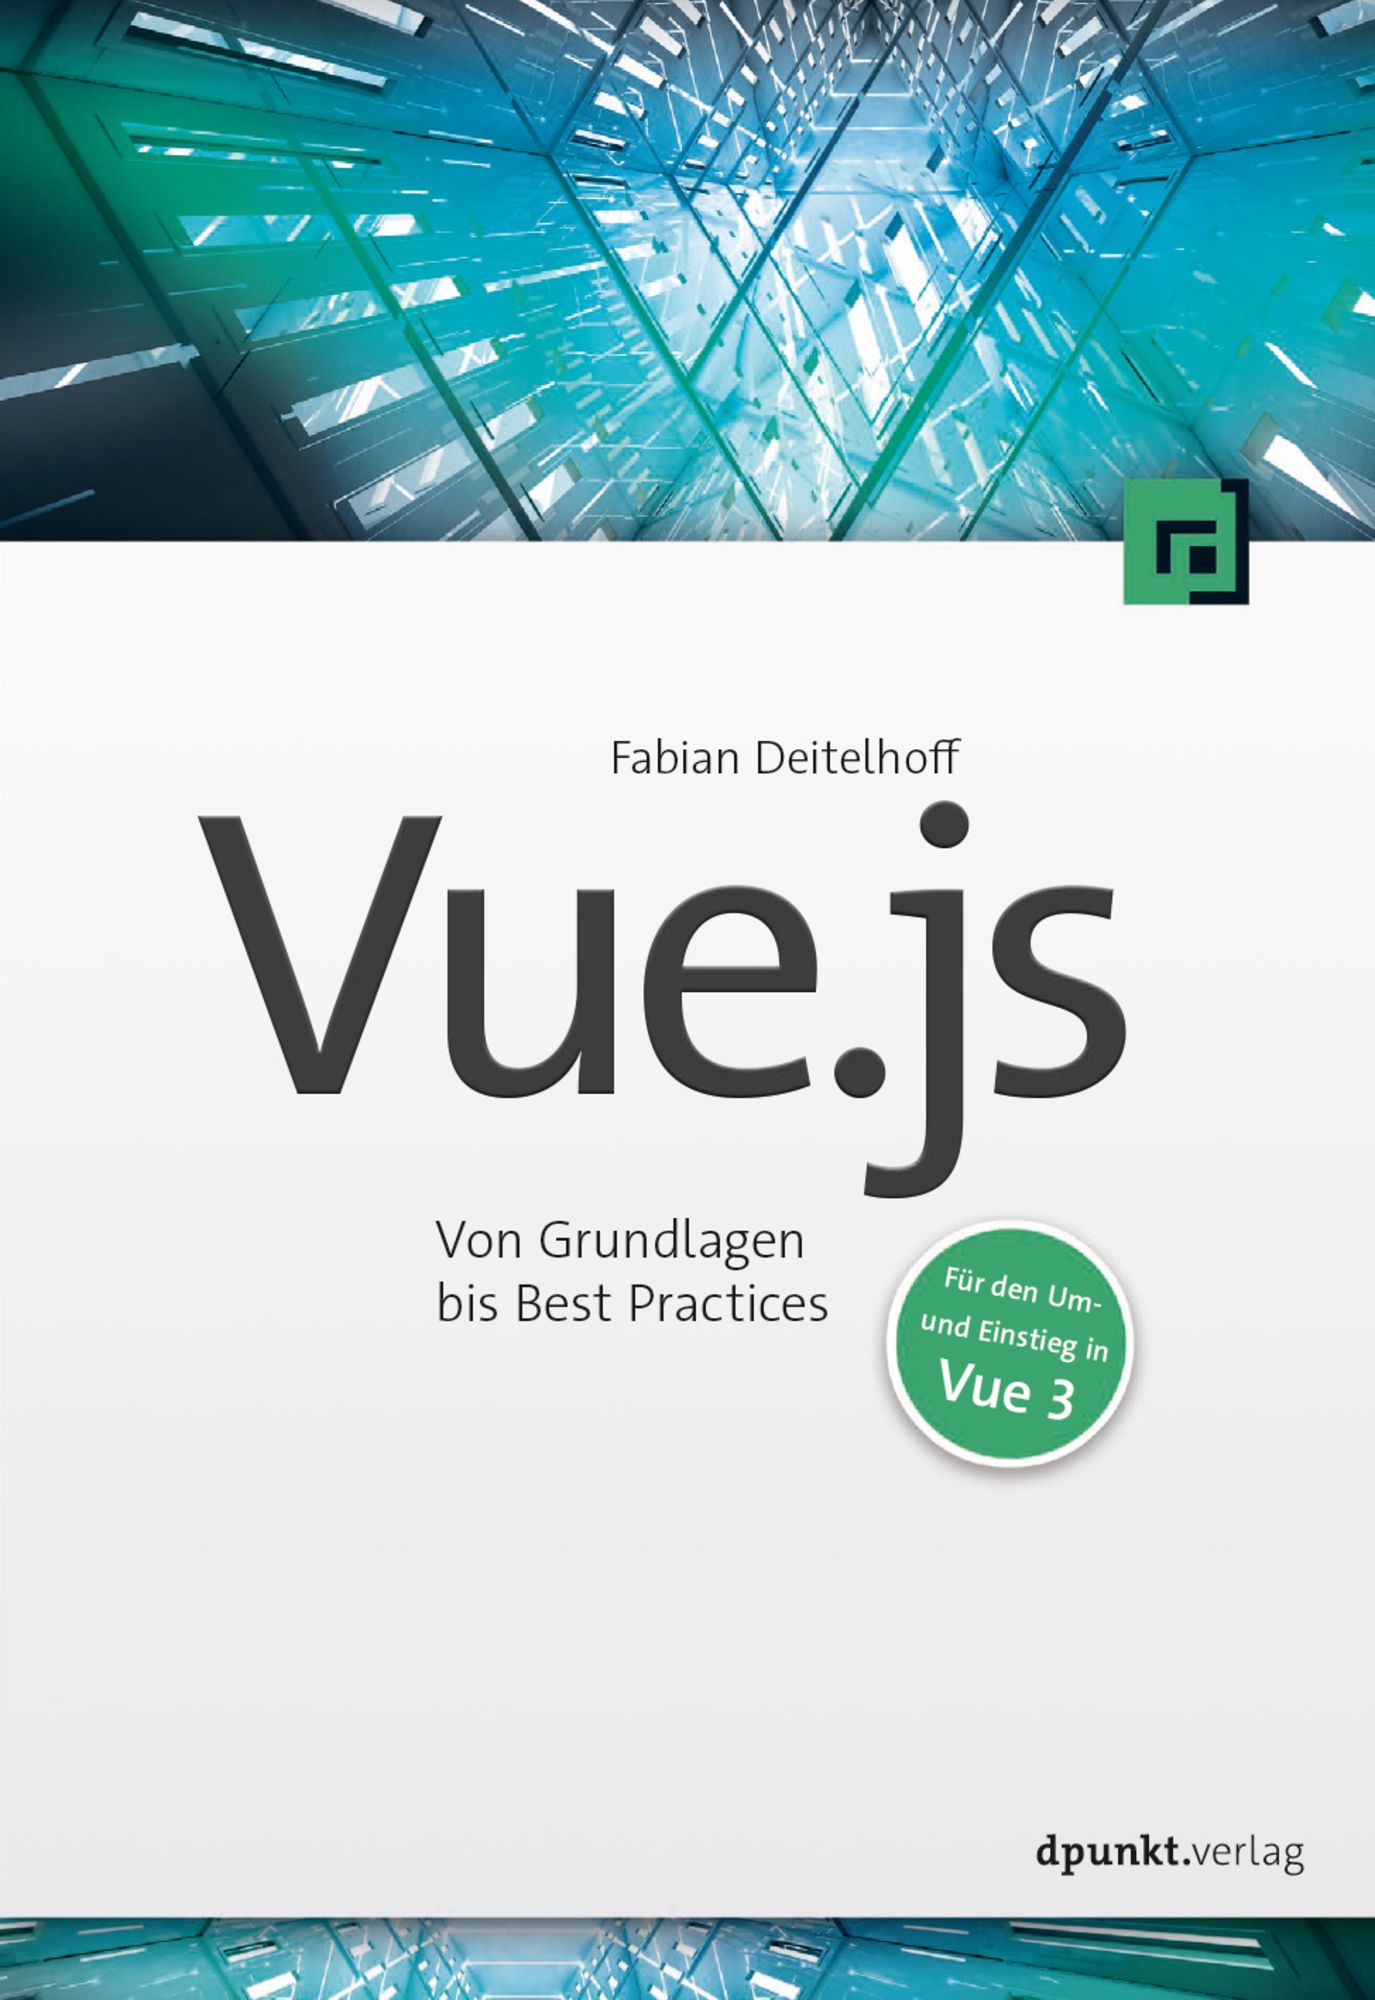 Fabian Deitelhoff
Vue.js
Von Grundlagen
bis Best Practices
Für den Um-
und Einstieg in
Vue 3
dpunkt.verlag